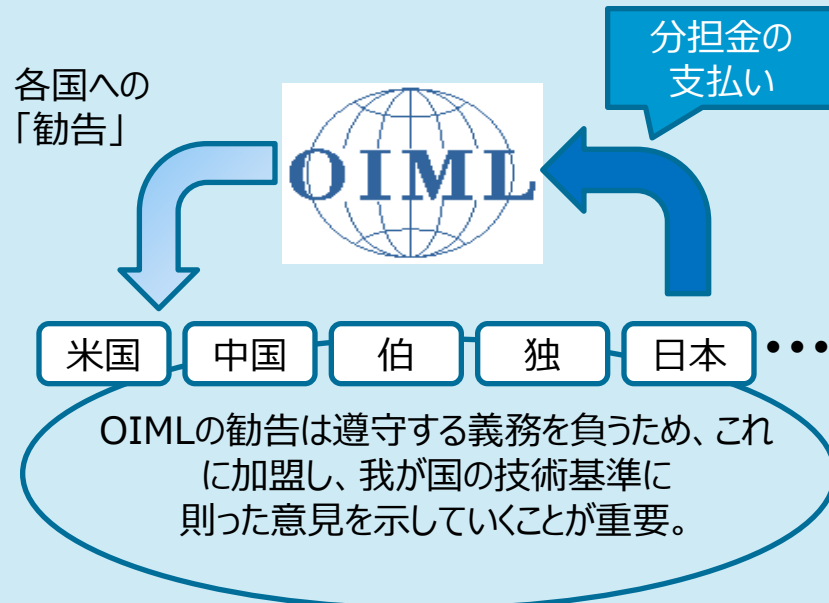 分担金の
支払い
各国への
「勧告」
OIML
米国
中国
伯
独
日本
•••
OIMLの勧告は遵守する義務を負うため、これ
に加盟し、我が国の技術基準に
則った意見を示していくことが重要。